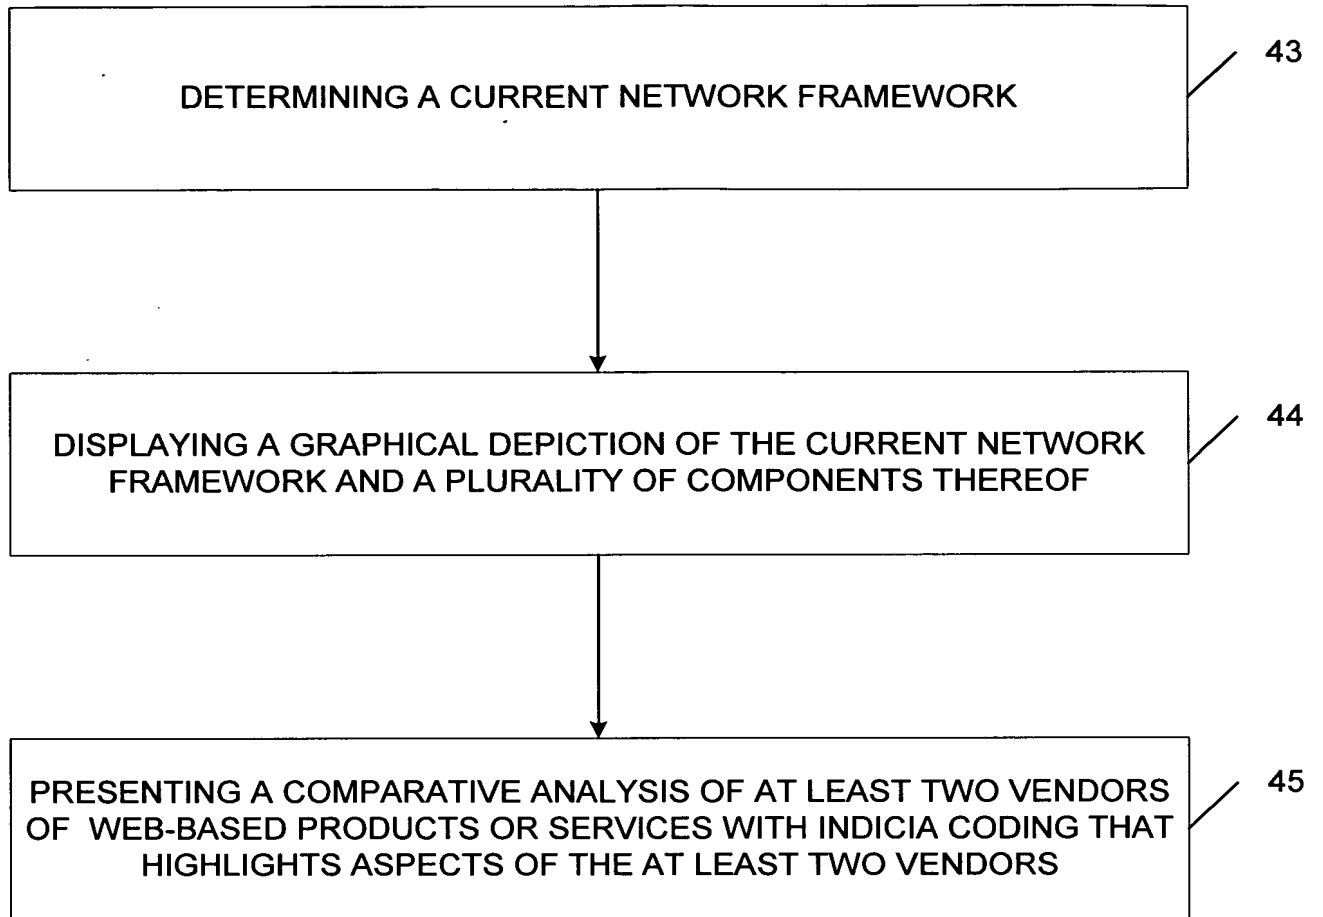 DETERMINING A CURRENT NETWORK FRAMEWORK
43
DISPLAYING A GRAPHICAL DEPICTION OF THE CURRENT NETWORK
FRAMEWORK AND A PLURALITY OF COMPONENTS THEREOF
44
PRESENTING A COMPARATIVE ANALYSIS OF AT LEAST TWO VENDORS
OF WEB-BASED PRODUCTS OR SERVICES WITH INDICIA CODING THAT
HIGHLIGHTS ASPECTS OF THE AT LEAST TWO VENDORS
45